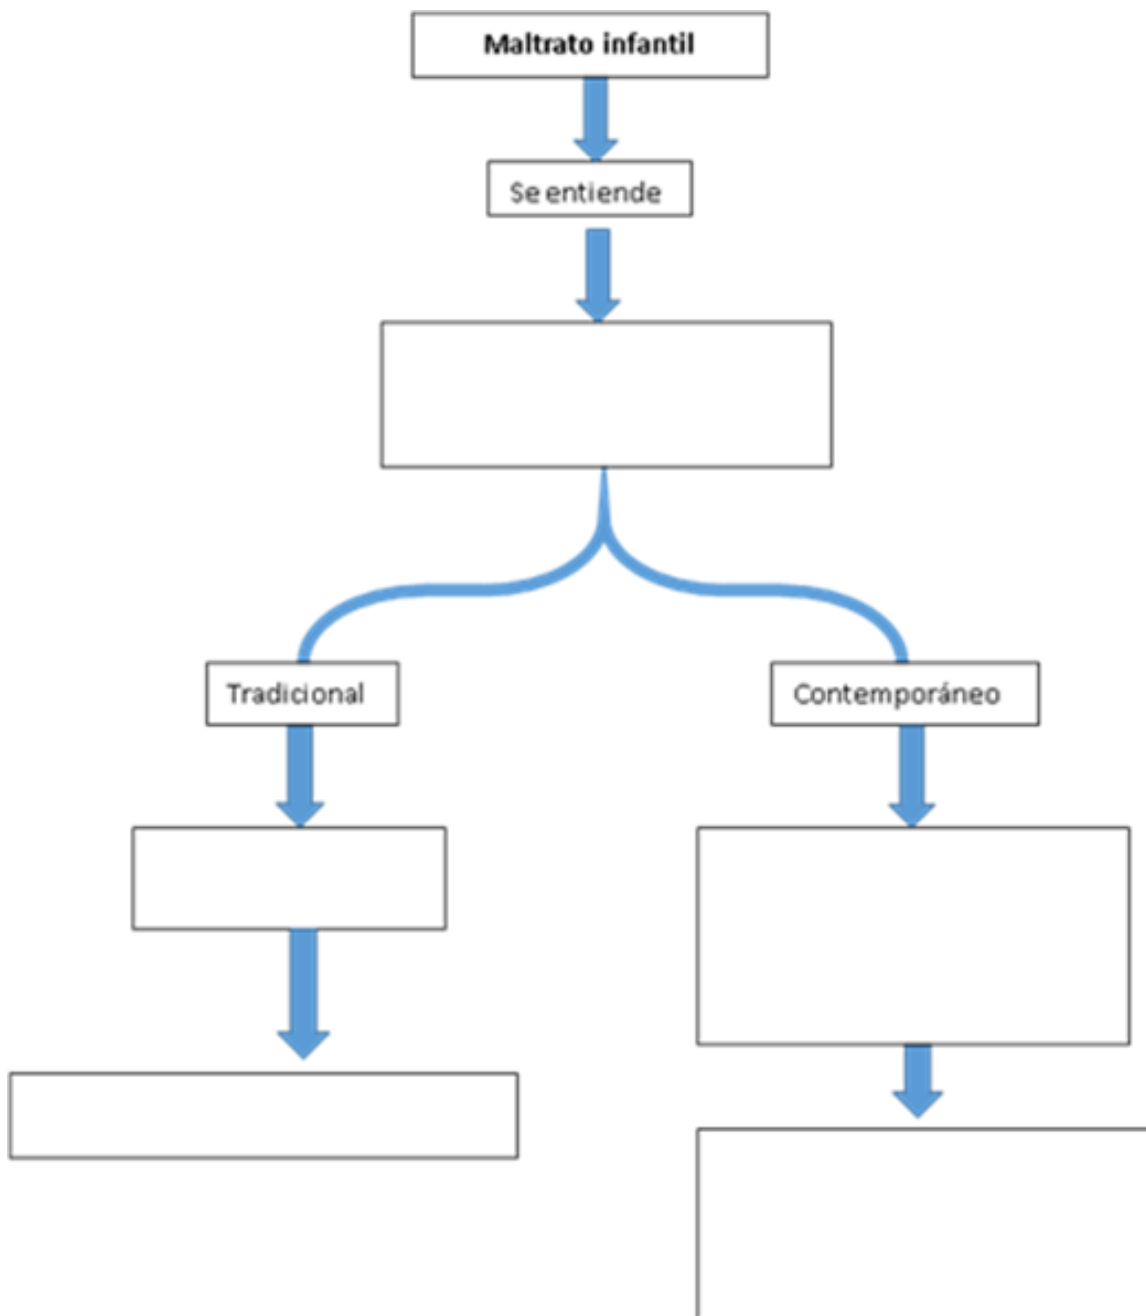 Maltrato infantil
Se entiende
Tradicional
Contemporáneo